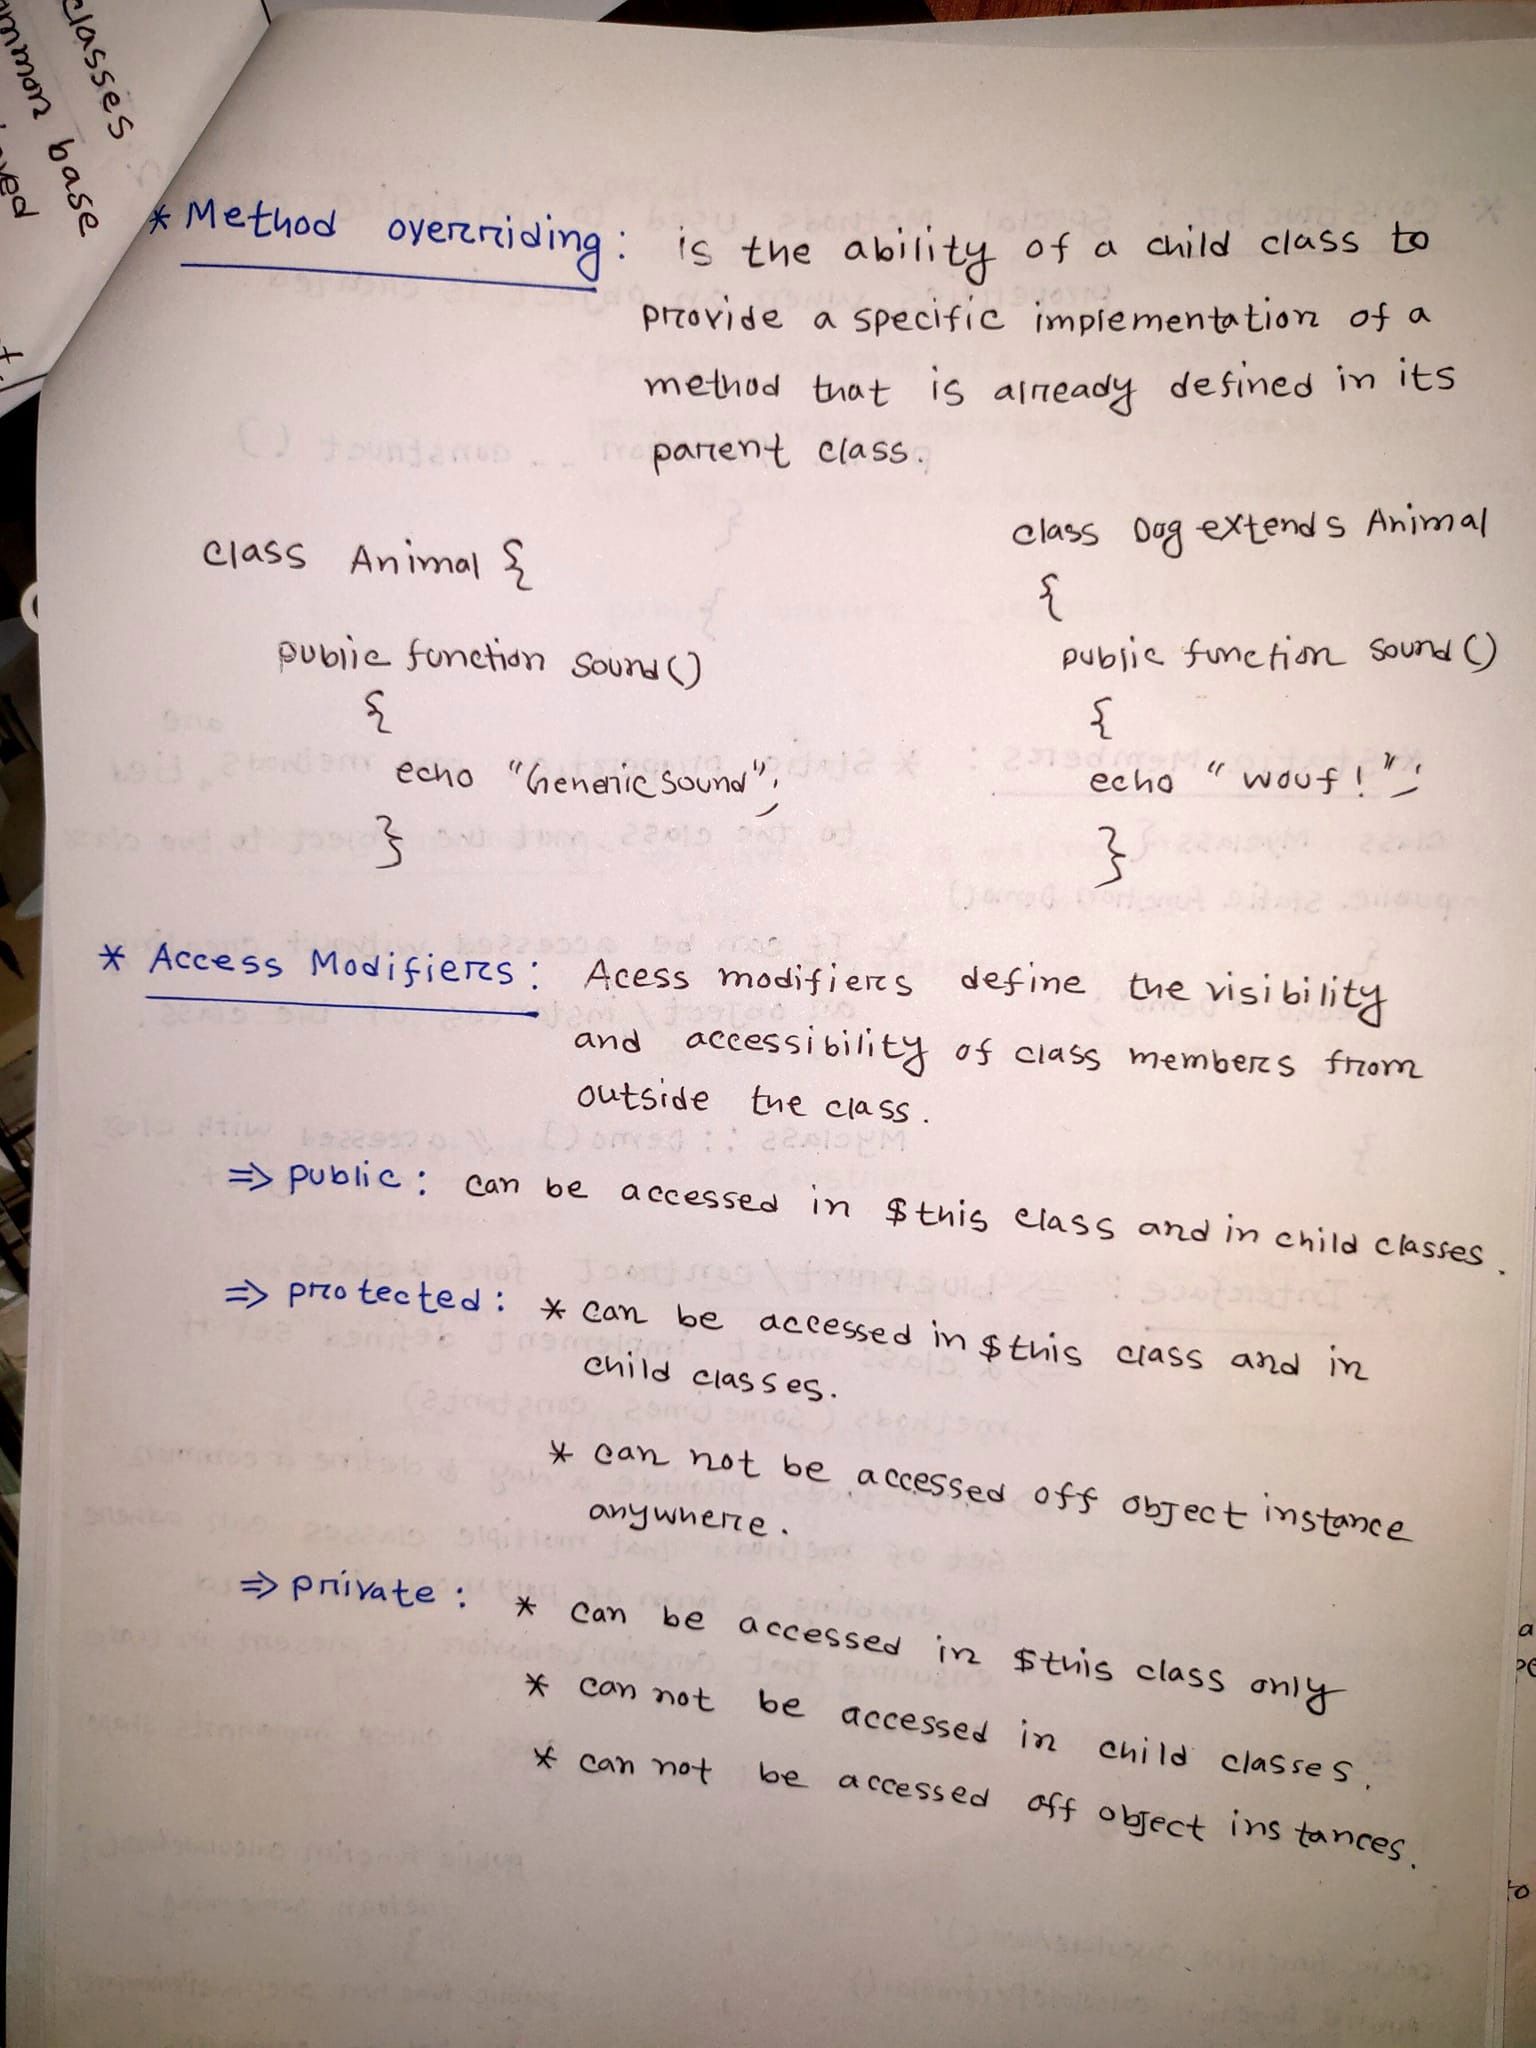 classes
mmon base
* Method overriding: is the ability of a child class to
provide a specific implementation of a
method that is already defined in its
parent class.
class Animal {
public function sound()
{
echo "Generic sound";
}
class Dog extends Animal
{
public function sound()
{
echo "wouf!";
}
* Access Modifiers: Acess modifiers define the visibility
and accessibility of class members from
outside the class.
⇒ public: can be accessed in $this class and in child classes.
⇒ protected: * can be accessed in $this class and in
child classes.
* can not be accessed off object instance
anywhere.
⇒ private: * can be accessed in $this class only
* can not be accessed in child classes.
* can not be accessed off object instances.
to